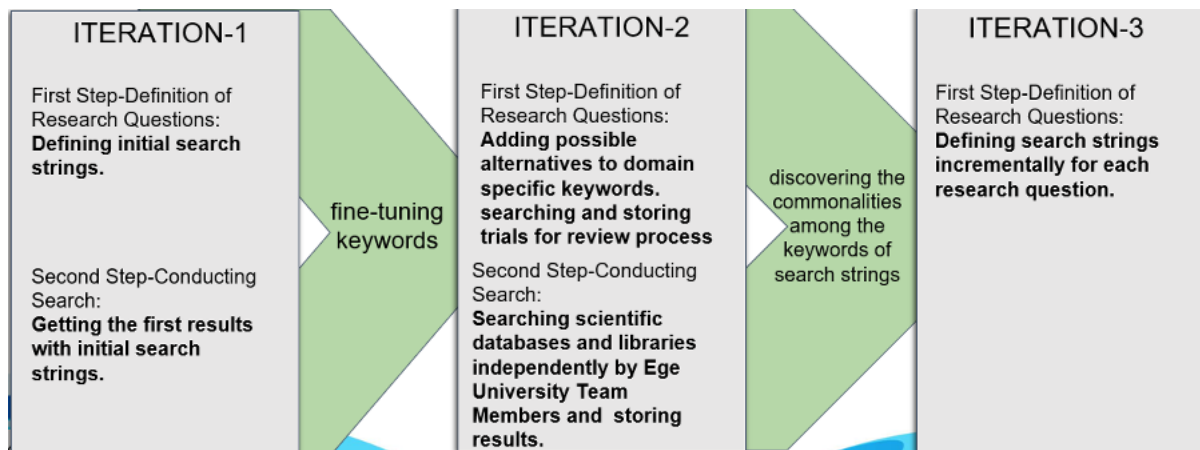 ITERATION-1
First Step-Definition of
Research Questions:
Defining initial search
strings.
Second Step-Conducting
Search:
Getting the first results
with initial search
strings.
fine-tuning
keywords
ITERATION-2
First Step-Definition of
Research Questions:
Adding possible
alternatives to domain
specific keywords.
searching and storing
trials for review process
Second Step-Conducting
Search:
Searching scientific
databases and libraries
independently by Ege
University Team
Members and storing
results.
discovering the
commonalities
among the
keywords of
search strings
ITERATION-3
First Step-Definition of
Research Questions:
Defining search strings
incrementally for each
research question.